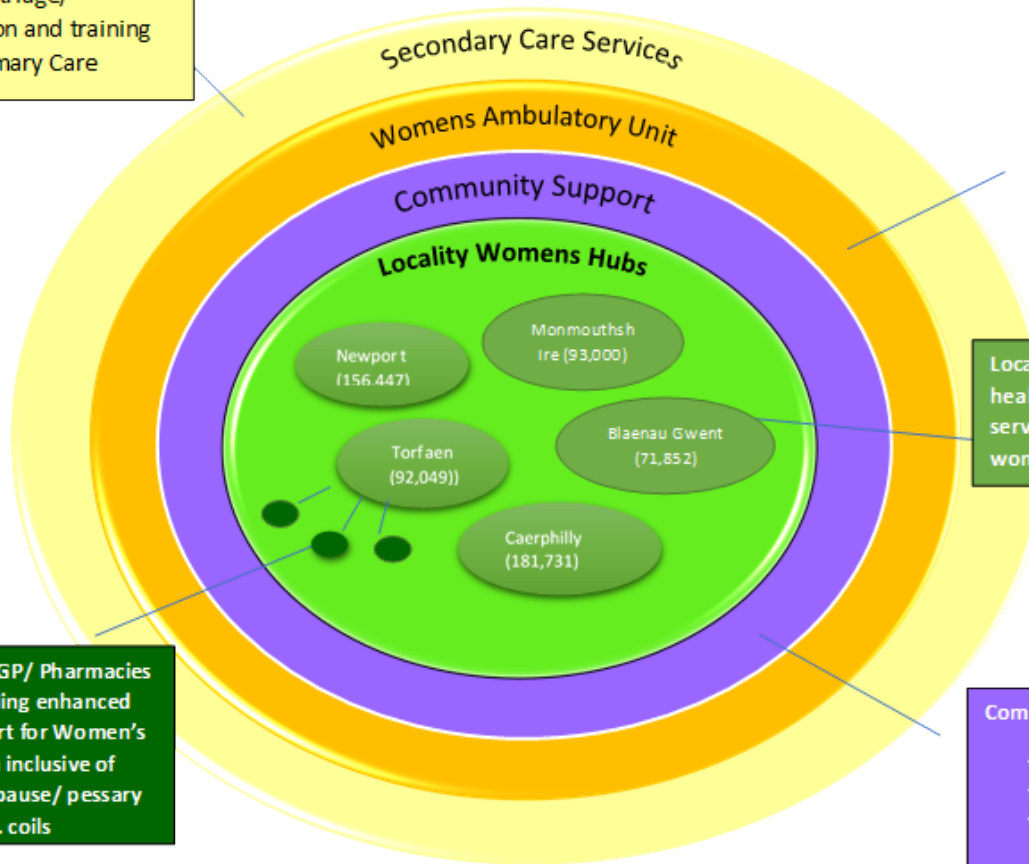 on and training
mary Care
Secondary Care Services
Womens Ambulatory Unit
Community Support
Locality Womens Hubs
Monmouthsh
Ire (93,000)
Newport
(156,447)
Blaenau Gwent
(71,852)
Torfaen
(92,049))
Caerphilly
(181,731)
Loca
heal
serv
wom
GP/ Pharmacies
ing enhanced
rt for Women's
inclusive of
pause/ pessary
. coils
Com